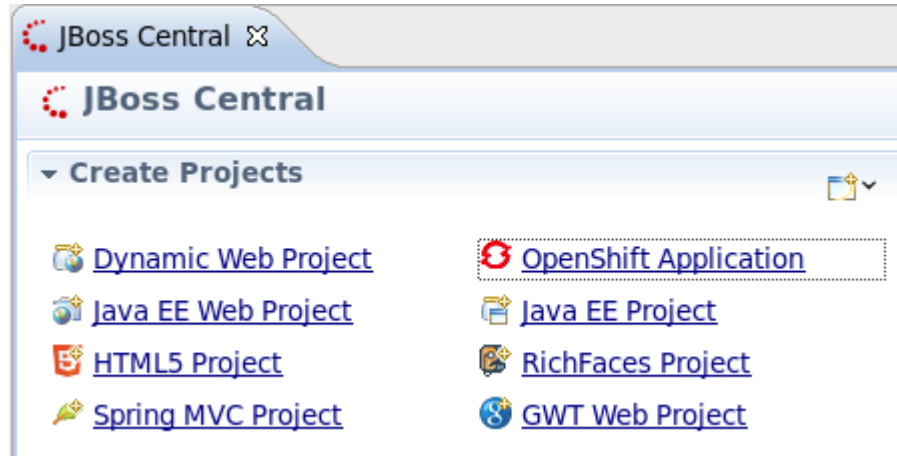 JBoss Central
JBoss Central
Create Projects
Dynamic Web Project
OpenShift Application
Java EE Web Project
Java EE Project
HTML5 Project
RichFaces Project
Spring MVC Project
GWT Web Project